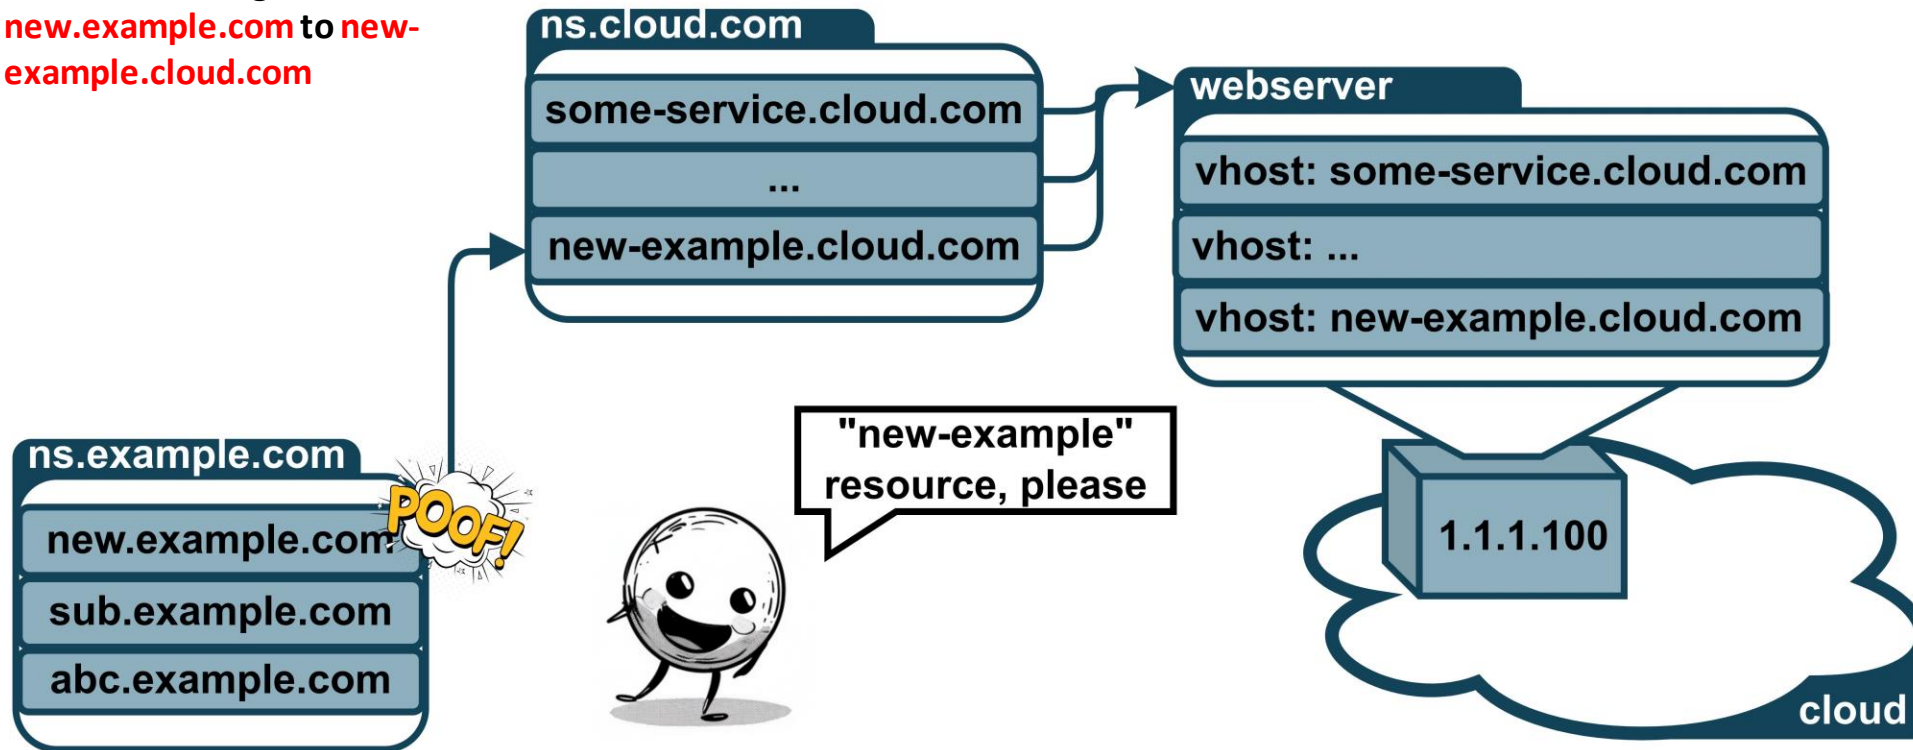 new.example.com to new-
example.cloud.com
ns.cloud.com
some-service.cloud.com
...
new-example.cloud.com
webserver
vhost: some-service.cloud.com
vhost: ...
vhost: new-example.cloud.com
ns.example.com
new.example.com
POOF!
sub.example.com
abc.example.com
"new-example"
resource, please
1.1.1.100
cloud